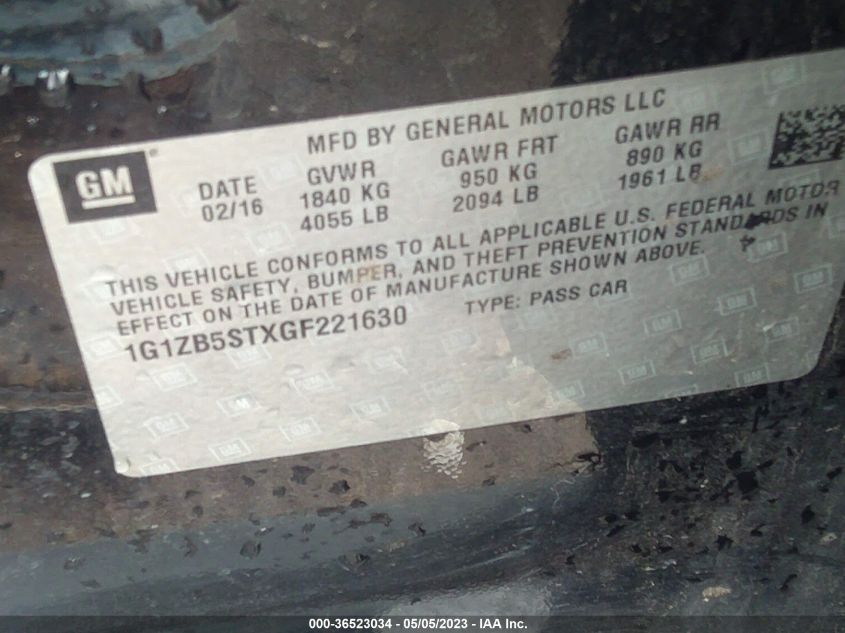 MFD BY GENERAL MOTORS LLC
GM®
DATE
02/16
GVWR
1840 KG
4055 LB
GAWR FRT
950 KG
2094 LB
GAWR RR
890 KG
1961 LB
THIS VEHICLE CONFORMS TO ALL APPLICABLE U.S. FEDERAL MOTOR
VEHICLE SAFETY, BUMPER, AND THEFT PREVENTION STANDARDS IN
EFFECT ON THE DATE OF MANUFACTURE SHOWN ABOVE.
1G1ZB5STXGF221630
TYPE: PASS CAR
000-36523034 - 05/05/2023 - IAA Inc.